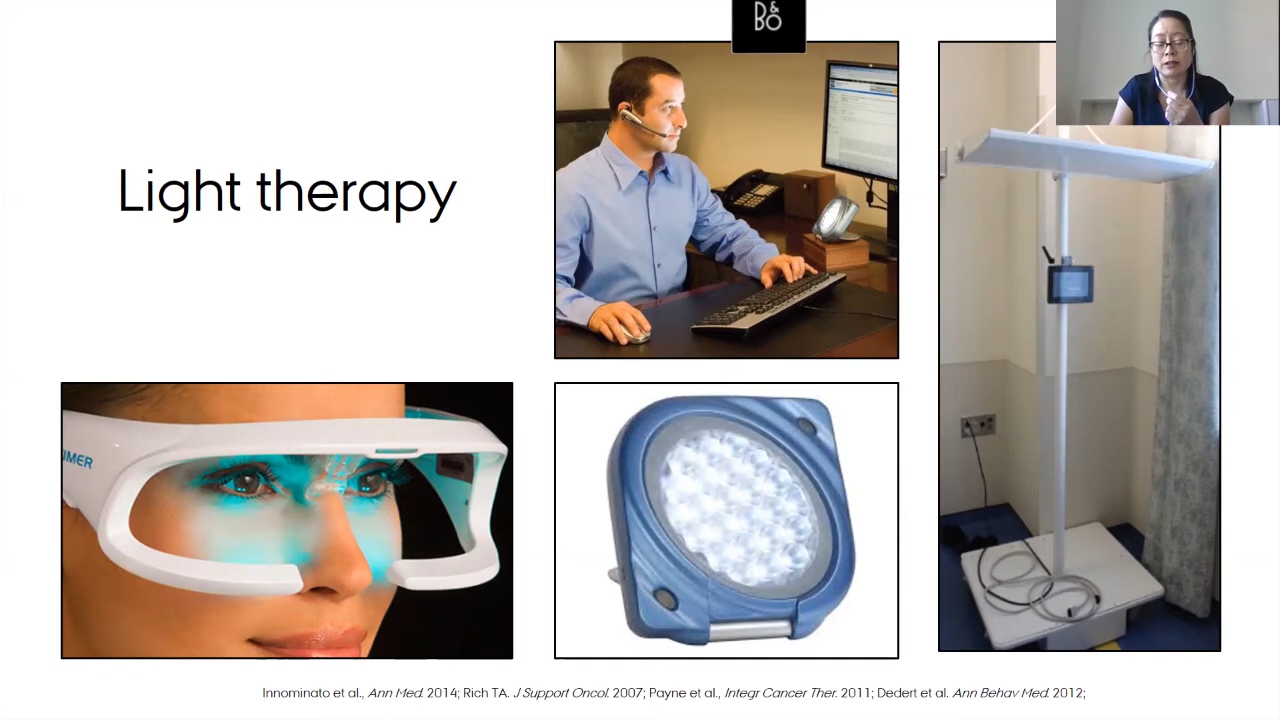 B&O
Light therapy
IMER
Innominato et al., Ann Med. 2014; Rich TA. J Support Oncol. 2007; Payne et al., Integr Cancer Ther. 2011; Dedert et al. Ann Behav Med. 2012;